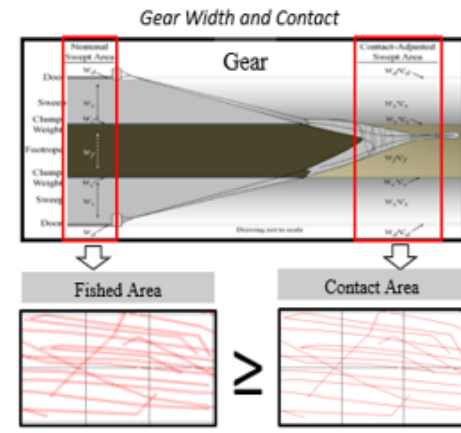 Gear Width and Contact
Nominal
Swept Area
Gear
Contact-Adjusted
Swept Area
Door
Sweep
Clump
Weight
Footrope
Clump
Weight
Sweep
Door
Drawing not to scale
Fished Area
Contact Area
≥